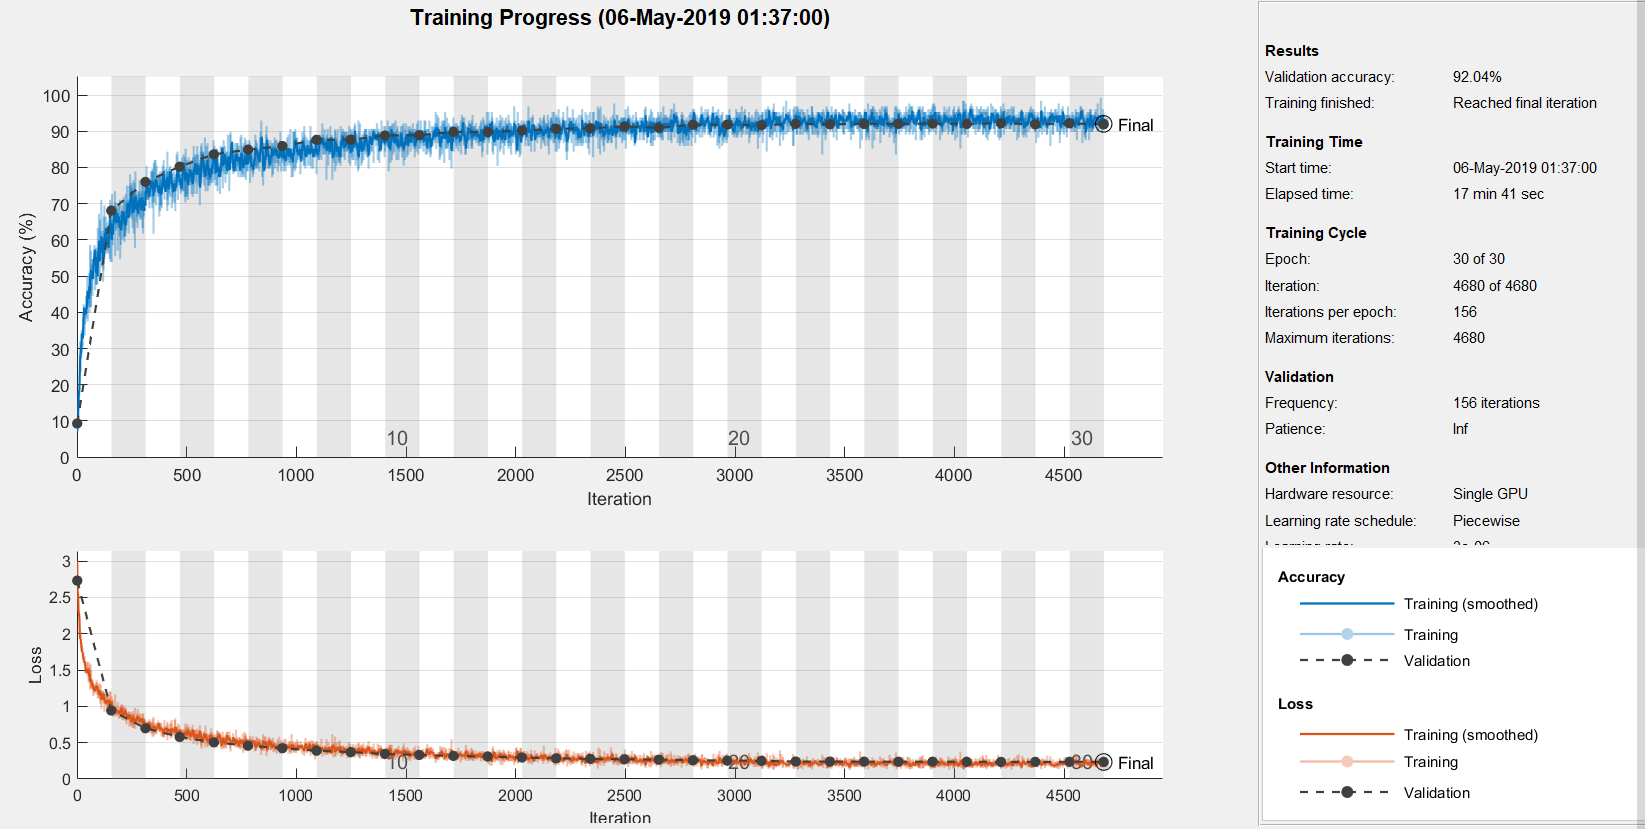 Training Progress (06-May-2019 01:37:00)
100
90
80
70
60
50
40
30
20
10
0
Accuracy (%)
10
20
30
0
500
1000
1500
2000
2500
3000
3500
4000
4500
Iteration
Final
3
2.5
2
1.5
1
0.5
0
Loss
10
20
30
0
500
1000
1500
2000
2500
3000
3500
4000
4500
Iteration
Final
Results
Validation accuracy: 92.04%
Training finished: Reached final iteration
Training Time
Start time: 06-May-2019 01:37:00
Elapsed time: 17 min 41 sec
Training Cycle
Epoch: 30 of 30
Iteration: 4680 of 4680
Iterations per epoch: 156
Maximum iterations: 4680
Validation
Frequency: 156 iterations
Patience: Inf
Other Information
Hardware resource: Single GPU
Learning rate schedule: Piecewise
Learning rate:
Accuracy
Training (smoothed)
Training
Validation
Loss
Training (smoothed)
Training
Validation